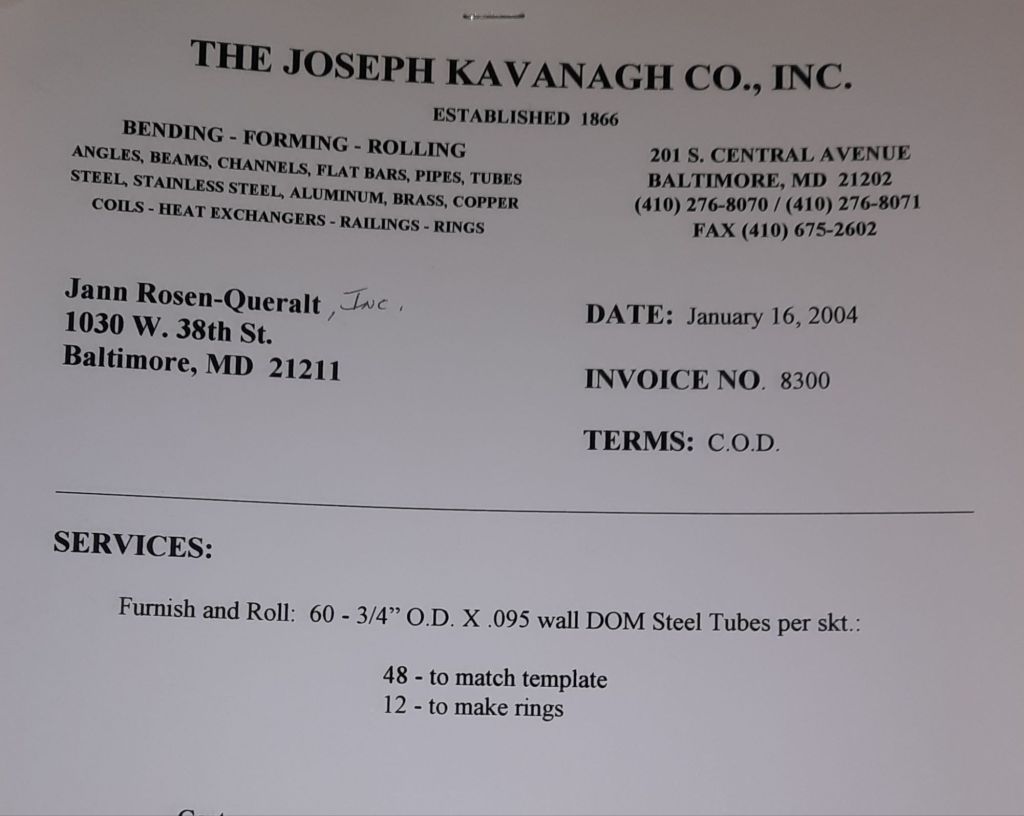 THE JOSEPH KAVANAGH CO., INC.
ESTABLISHED 1866
BENDING - FORMING - ROLLING
ANGLES, BEAMS, CHANNELS, FLAT BARS, PIPES, TUBES
STEEL, STAINLESS STEEL, ALUMINUM, BRASS, COPPER
COILS - HEAT EXCHANGERS - RAILINGS - RINGS
201 S. CENTRAL AVENUE
BALTIMORE, MD 21202
(410) 276-8070 / (410) 276-8071
FAX (410) 675-2602
Jann Rosen-Queralt, Inc.
1030 W. 38th St.
Baltimore, MD 21211
DATE: January 16, 2004
INVOICE NO. 8300
TERMS: C.O.D.
SERVICES:
Furnish and Roll: 60 - 3/4” O.D. X .095 wall DOM Steel Tubes per skt.:
48 - to match template
12 - to make rings